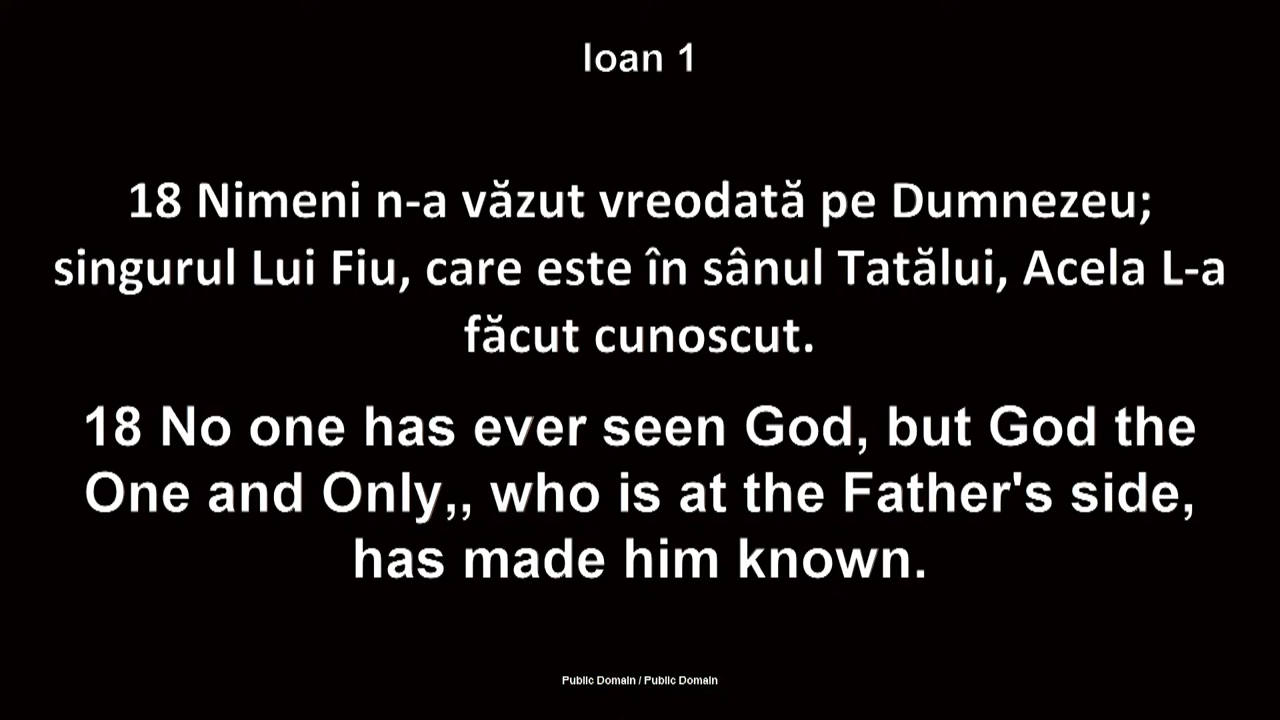 Ioan 1
18 Nimeni n-a văzut vreodată pe Dumnezeu;
singurul Lui Fiu, care este în sânul Tatălui, Acela L-a
făcut cunoscut.
18 No one has ever seen God, but God the
One and Only,, who is at the Father's side,
has made him known.
Public Domain / Public Domain